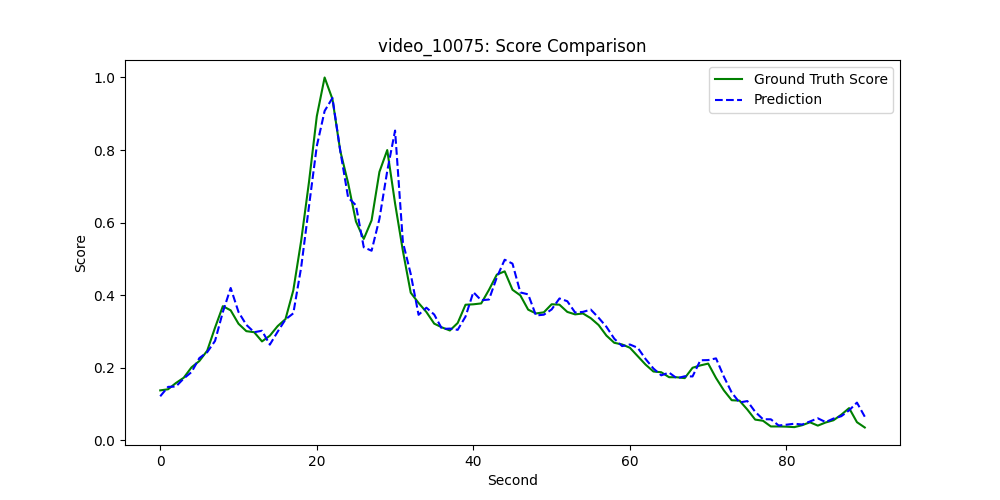 video_10075: Score Comparison
Ground Truth Score
Prediction
1.0
0.8
0.6
0.4
0.2
0.0
Score
0 20 40 60 80
Second